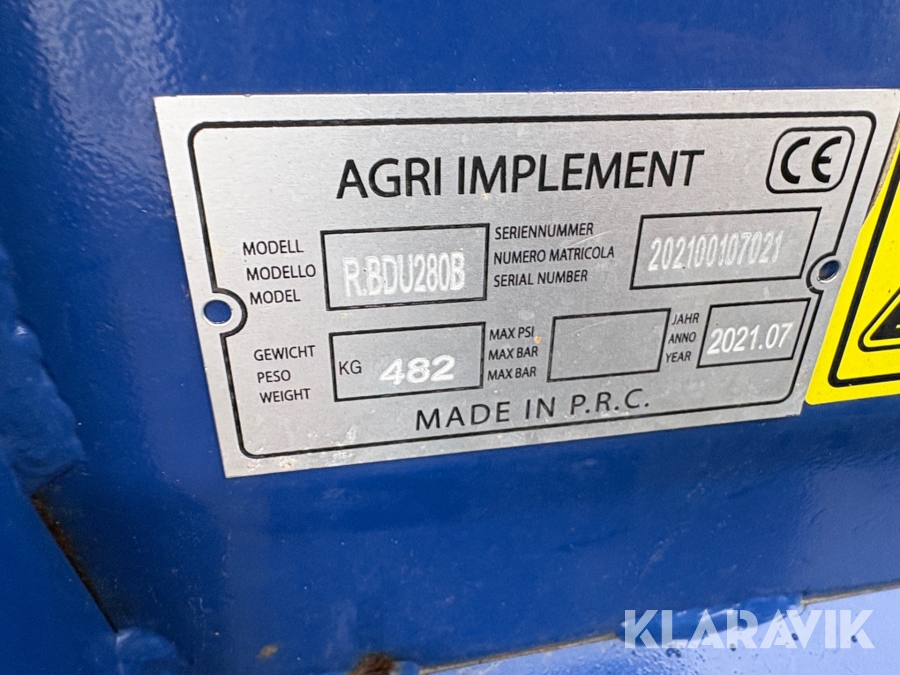 AGRI IMPLEMENT CE
MODELL
MODELLO
MODEL
R.BDU280B
SERIENNUMMER
NUMERO MATRICOLA
SERIAL NUMBER
202100107021
GEWICHT
PESO
WEIGHT
KG 482
MAX PSI
MAX BAR
MAX BAR
JAHR
ANNO
YEAR
2021.07
MADE IN P.R.C.
KLARAVIK